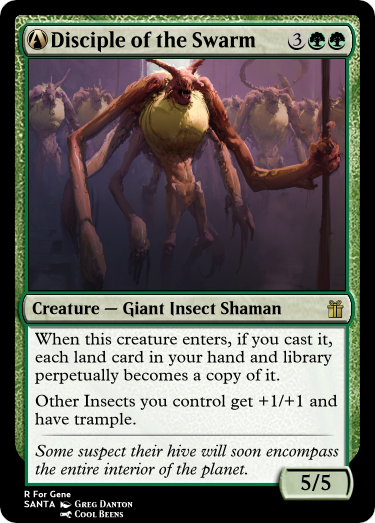 Disciple of the Swarm 3
Creature — Giant Insect Shaman
When this creature enters, if you cast it,
each land card in your hand and library
perpetually becomes a copy of it.
Other Insects you control get +1/+1 and
have trample.
Some suspect their hive will soon encompass
the entire interior of the planet.
5/5
R For Gene
SANTA Greg Danton
Cool Beens